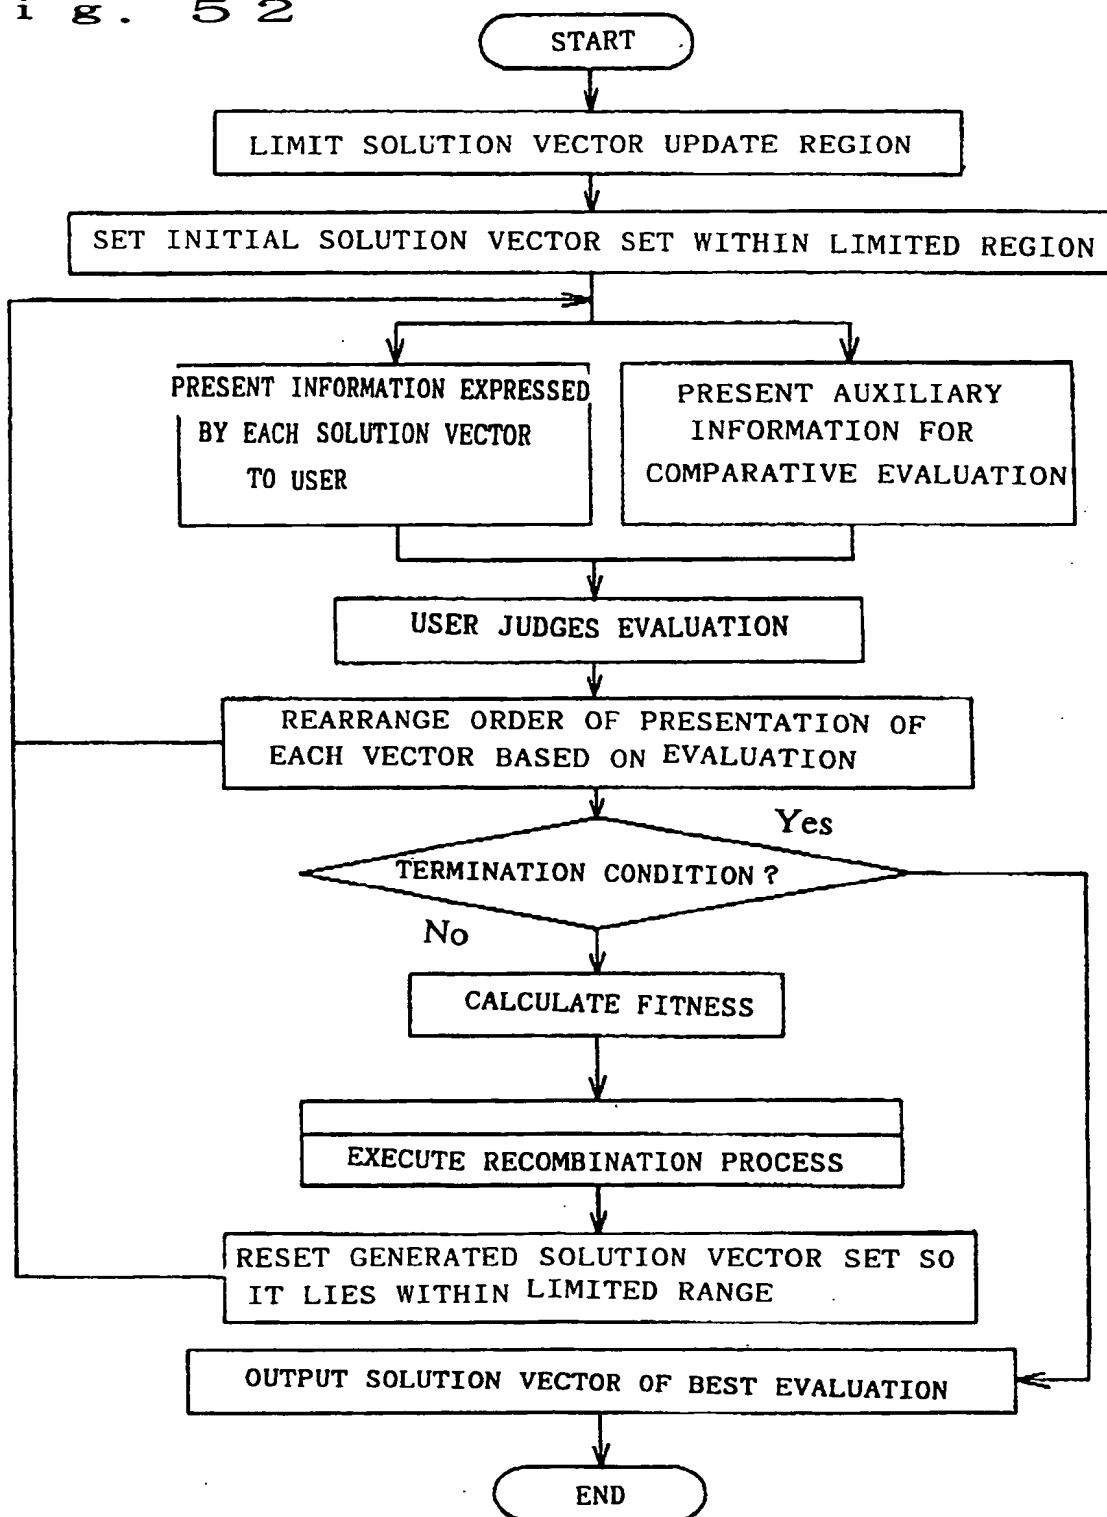 ig. 52
START
LIMIT SOLUTION VECTOR UPDATE REGION
SET INITIAL SOLUTION VECTOR SET WITHIN LIMITED REGION
PRESENT INFORMATION EXPRESSED
BY EACH SOLUTION VECTOR
TO USER
PRESENT AUXILIARY
INFORMATION FOR
COMPARATIVE EVALUATION
USER JUDGES EVALUATION
REARRANGE ORDER OF PRESENTATION OF
EACH VECTOR BASED ON EVALUATION
Yes
TERMINATION CONDITION?
No
CALCULATE FITNESS
EXECUTE RECOMBINATION PROCESS
RESET GENERATED SOLUTION VECTOR SET SO
IT LIES WITHIN LIMITED RANGE
OUTPUT SOLUTION VECTOR OF BEST EVALUATION
END